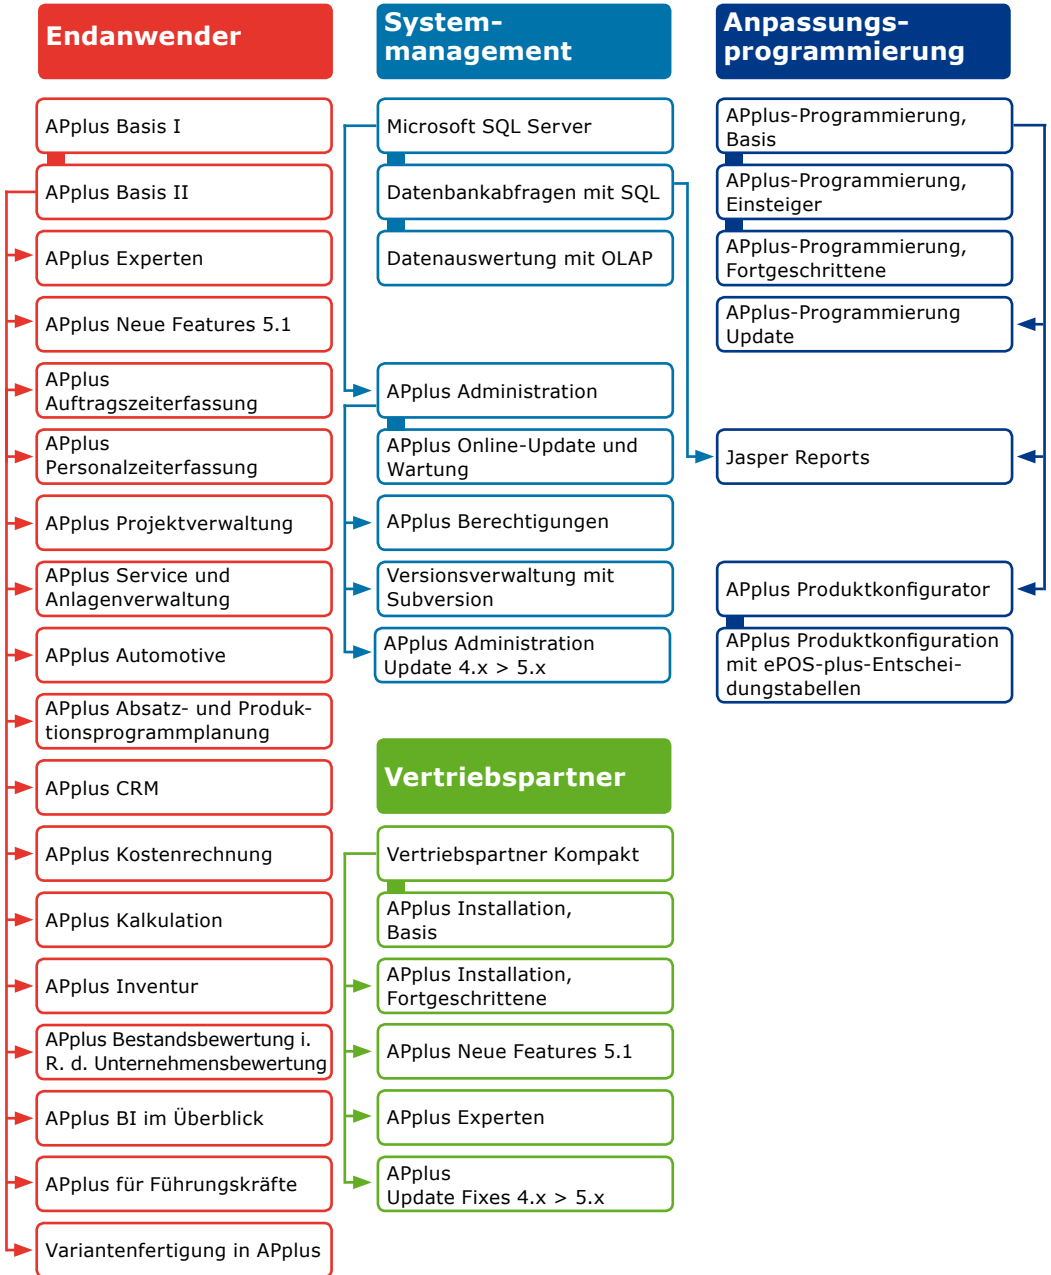 Endanwender
APplus Basis I
APplus Basis II
APplus Experten
APplus Neue Features 5.1
APplus
Auftragszeiterfassung
APplus
Personalzeiterfassung
APplus Projektverwaltung
APplus Service und
Anlagenverwaltung
APplus Automotive
APplus Absatz- und Produk-
tionsprogrammplanung
APplus CRM
APplus Kostenrechnung
APplus Kalkulation
APplus Inventur
APplus Bestandsbewertung i.
R. d. Unternehmensbewertung
APplus BI im Überblick
APplus für Führungskräfte
Variantenfertigung in APplus
System-
management
Microsoft SQL Server
Datenbankabfragen mit SQL
Datenauswertung mit OLAP
APplus Administration
APplus Online-Update und
Wartung
APplus Berechtigungen
Versionsverwaltung mit
Subversion
APplus Administration
Update 4.x > 5.x
Vertriebspartner
Vertriebspartner Kompakt
APplus Installation,
Basis
APplus Installation,
Fortgeschrittene
APplus Neue Features 5.1
APplus Experten
APplus
Update Fixes 4.x > 5.x
Anpassungs-
programmierung
APplus-Programmierung,
Basis
APplus-Programmierung,
Einsteiger
APplus-Programmierung,
Fortgeschrittene
APplus-Programmierung
Update
Jasper Reports
APplus Produktkonfigurator
APplus Produktkonfiguration
mit ePOS-plus-Entschei-
dungstabellen